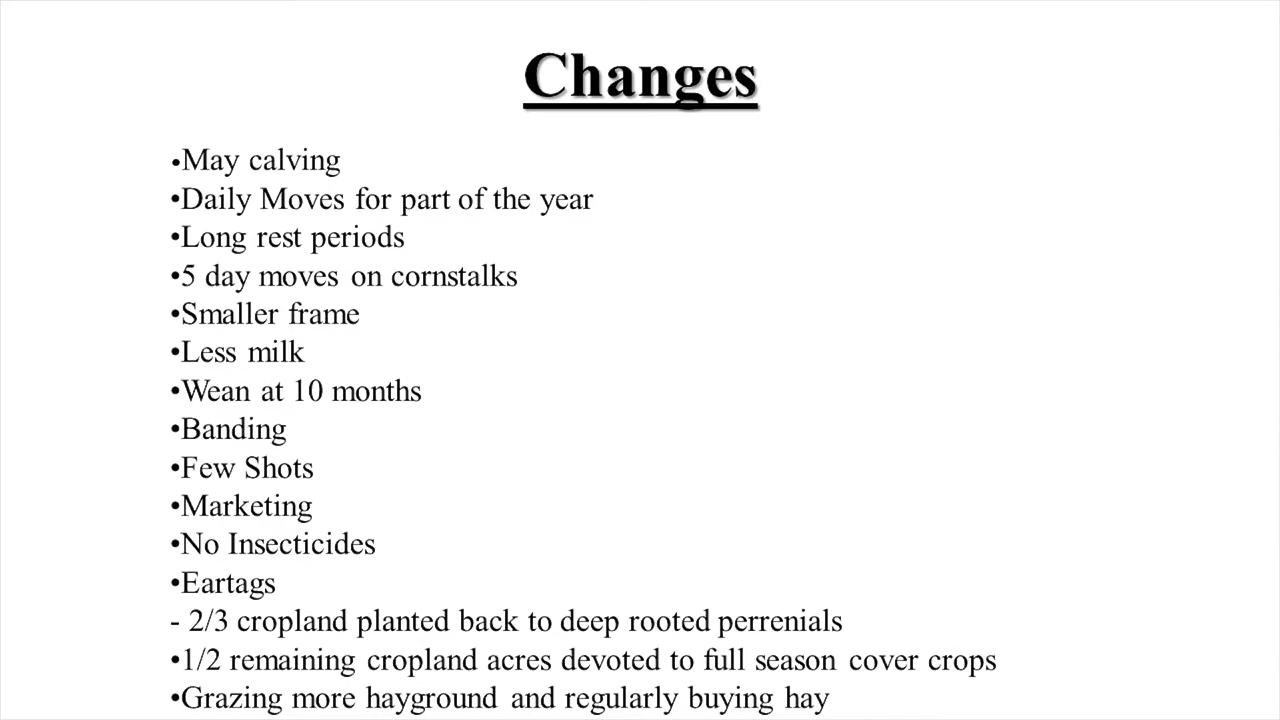 Changes
•May calving
•Daily Moves for part of the year
•Long rest periods
•5 day moves on cornstalks
•Smaller frame
•Less milk
•Wean at 10 months
•Banding
•Few Shots
•Marketing
•No Insecticides
•Eartags
- 2/3 cropland planted back to deep rooted perrenials
•1/2 remaining cropland acres devoted to full season cover crops
•Grazing more hayground and regularly buying hay